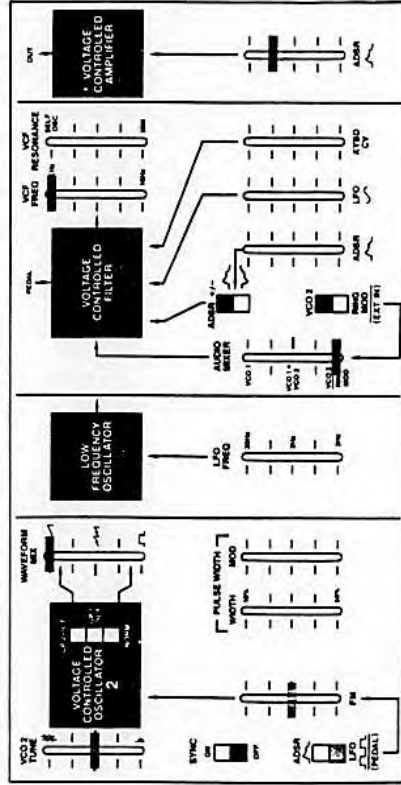 VCO 2
TUNE
VOLTAGE
CONTROLLED
OSCILLATOR
2
WAVEFORM
MIX
SYNC
ON
OFF
ADSR
LFO
(PEDAL)
FM
PULSE WIDTH
WIDTH
MOD
LOW
FREQUENCY
OSCILLATOR
LFO
FREQ
PEDAL
VOLTAGE
CONTROLLED
FILTER
VCF
FREQ
VCF
RESONANCE
SELF
OSC
AUDIO
MIXER
VCO 1
VCO 1 +
VCO 2
MOD
ADSR +/-
VCO 2
RING
MOD
(EXT IN)
ADSR
LFO
KYBD
CV
OUT
* VOLTAGE
CONTROLLED
AMPLIFIER
ADSR